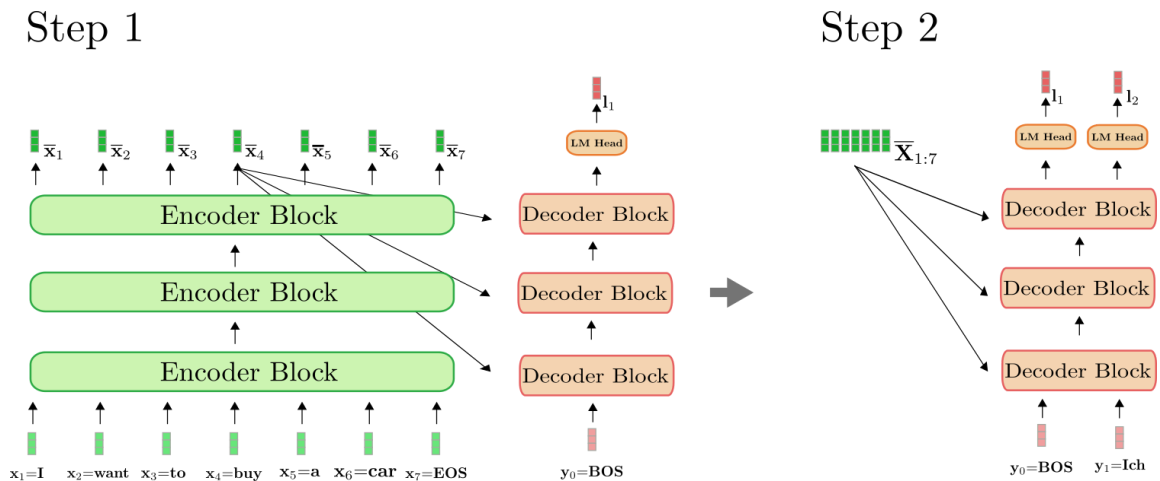 Step 1
x̅₁ x̅₂ x̅₃ x̅₄ x̅₅ x̅₆ x̅₇
Encoder Block
Encoder Block
Encoder Block
x₁=I x₂=want x₃=to x₄=buy x₅=a x₆=car x₇=EOS
l₁
LM Head
Decoder Block
Decoder Block
Decoder Block
y₀=BOS
Step 2
X̅₁:₇
l₁ l₂
LM Head LM Head
Decoder Block
Decoder Block
Decoder Block
y₀=BOS y₁=Ich